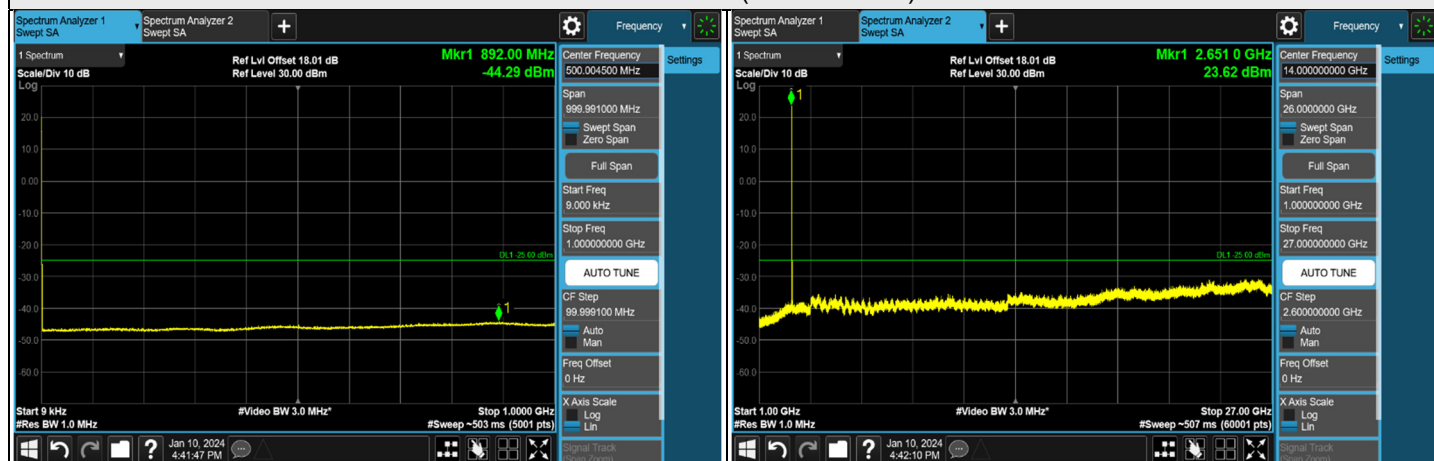 Spectrum Analyzer 1
Swept SA
Spectrum Analyzer 2
Swept SA
+
Frequency
1 Spectrum
Scale/Div 10 dB
Log
Ref Lvl Offset 18.01 dB
Ref Level 30.00 dBm
Mkr1 892.00 MHz
-44.29 dBm
20.0
10.0
0.00
-10.0
-20.0
-30.0
-40.0
-50.0
-60.0
DL1 -25.00 dBm
1
Start 9 kHz
#Res BW 1.0 MHz
#Video BW 3.0 MHz*
Stop 1.0000 GHz
#Sweep ~503 ms (5001 pts)
Center Frequency
500.004500 MHz
Settings
Span
999.991000 MHz
Swept Span
Zero Span
Full Span
Start Freq
9.000 kHz
Stop Freq
1.000000000 GHz
AUTO TUNE
CF Step
99.999100 MHz
Auto
Man
Freq Offset
0 Hz
X Axis Scale
Log
Lin
Signal Track
(Span Zoom)
?
Jan 10, 2024
4:41:47 PM
Spectrum Analyzer 1
Swept SA
Spectrum Analyzer 2
Swept SA
+
Frequency
1 Spectrum
Scale/Div 10 dB
Log
Ref Lvl Offset 18.01 dB
Ref Level 30.00 dBm
Mkr1 2.651 0 GHz
23.62 dBm
1
20.0
10.0
0.00
-10.0
-20.0
-30.0
-40.0
-50.0
-60.0
DL1 -25.00 dBm
Start 1.00 GHz
#Res BW 1.0 MHz
#Video BW 3.0 MHz*
Stop 27.00 GHz
#Sweep ~507 ms (60001 pts)
Center Frequency
14.000000000 GHz
Settings
Span
26.0000000 GHz
Swept Span
Zero Span
Full Span
Start Freq
1.000000000 GHz
Stop Freq
27.000000000 GHz
AUTO TUNE
CF Step
2.600000000 GHz
Auto
Man
Freq Offset
0 Hz
X Axis Scale
Log
Lin
Signal Track
(Span Zoom)
?
Jan 10, 2024
4:42:10 PM